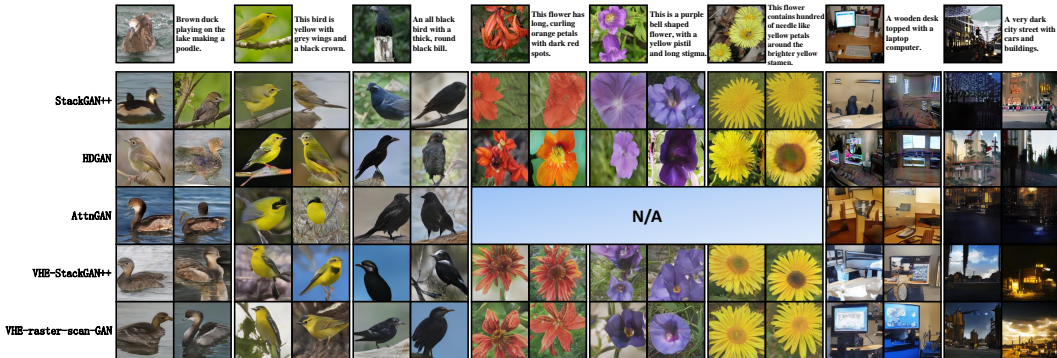 Brown duck
playing on the
lake making a
poodle.
This bird is
yellow with
grey wings and
a black crown.
An all black
bird with a
thick, round
black bill.
This flower has
long, curling
orange petals
with dark red
spots.
This is a purple
bell shaped
flower, with a
yellow pistil
and long stigma.
This flower
contains hundred
of needle like
yellow petals
around the
brighter yellow
stamen.
A wooden desk
topped with a
laptop
computer.
A very dark
city street with
cars and
buildings.
StackGAN++
HDGAN
AttnGAN
N/A
VHE-StackGAN++
VHE-raster-scan-GAN